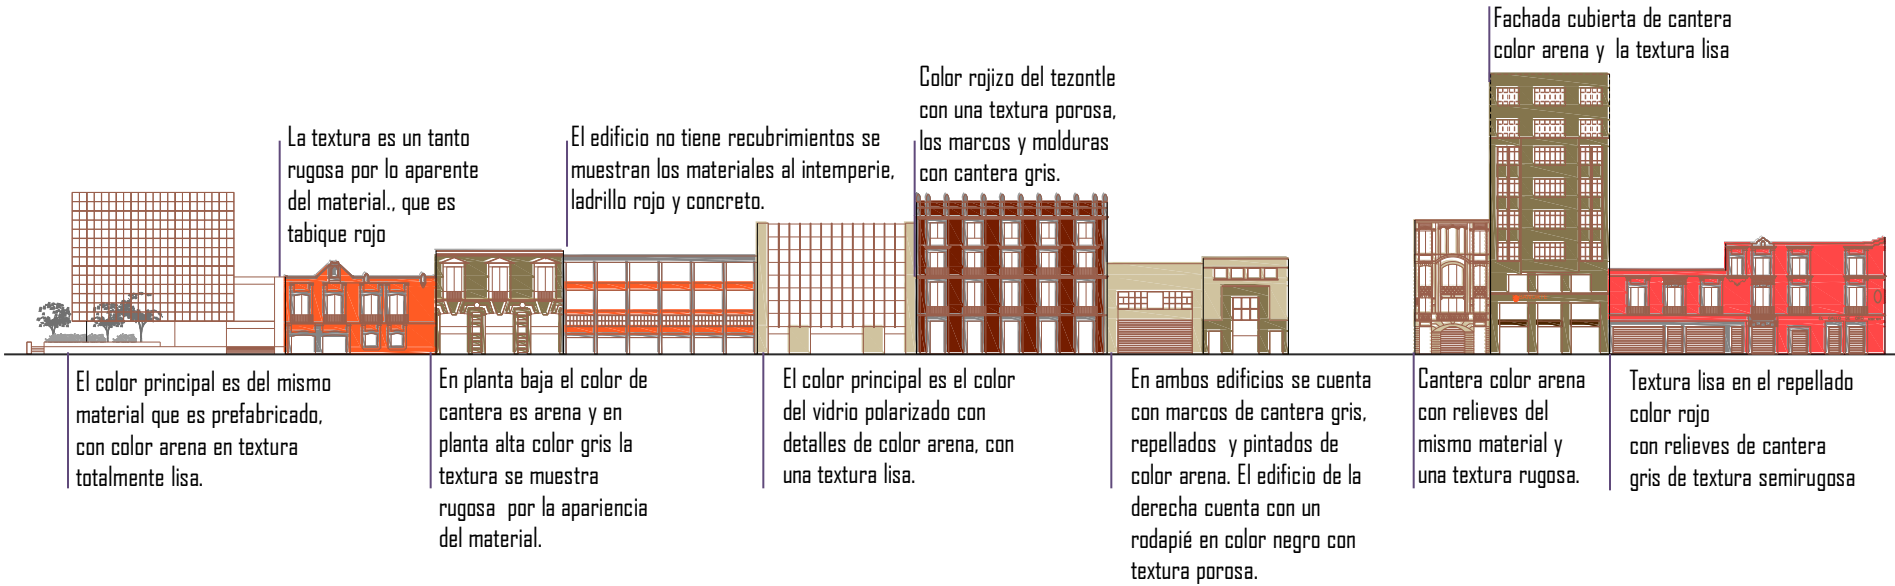 Fachada cubierta de cantera
color arena y  la textura lisa
Color rojizo del tezontle
con una textura porosa,
los marcos y molduras
con cantera gris.
La textura es un tanto
rugosa por lo aparente
del material., que es
tabique rojo
El edificio no tiene recubrimientos se
muestran los materiales al intemperie,
ladrillo rojo y concreto.
El color principal es del mismo
material que es prefabricado,
con color arena en textura
totalmente lisa.
En planta baja el color de
cantera es arena y en
planta alta color gris la
textura se muestra
rugosa  por la apariencia
del material.
El color principal es el color
del vidrio polarizado con
detalles de color arena, con
una textura lisa.
En ambos edificios se cuenta
con marcos de cantera gris,
repellados  y pintados de
color arena. El edificio de la
derecha cuenta con un
rodapié en color negro con
textura porosa.
Cantera color arena
con relieves del
mismo material y
una textura rugosa.
Textura lisa en el repellado
color rojo
con relieves de cantera
gris de textura semirugosa